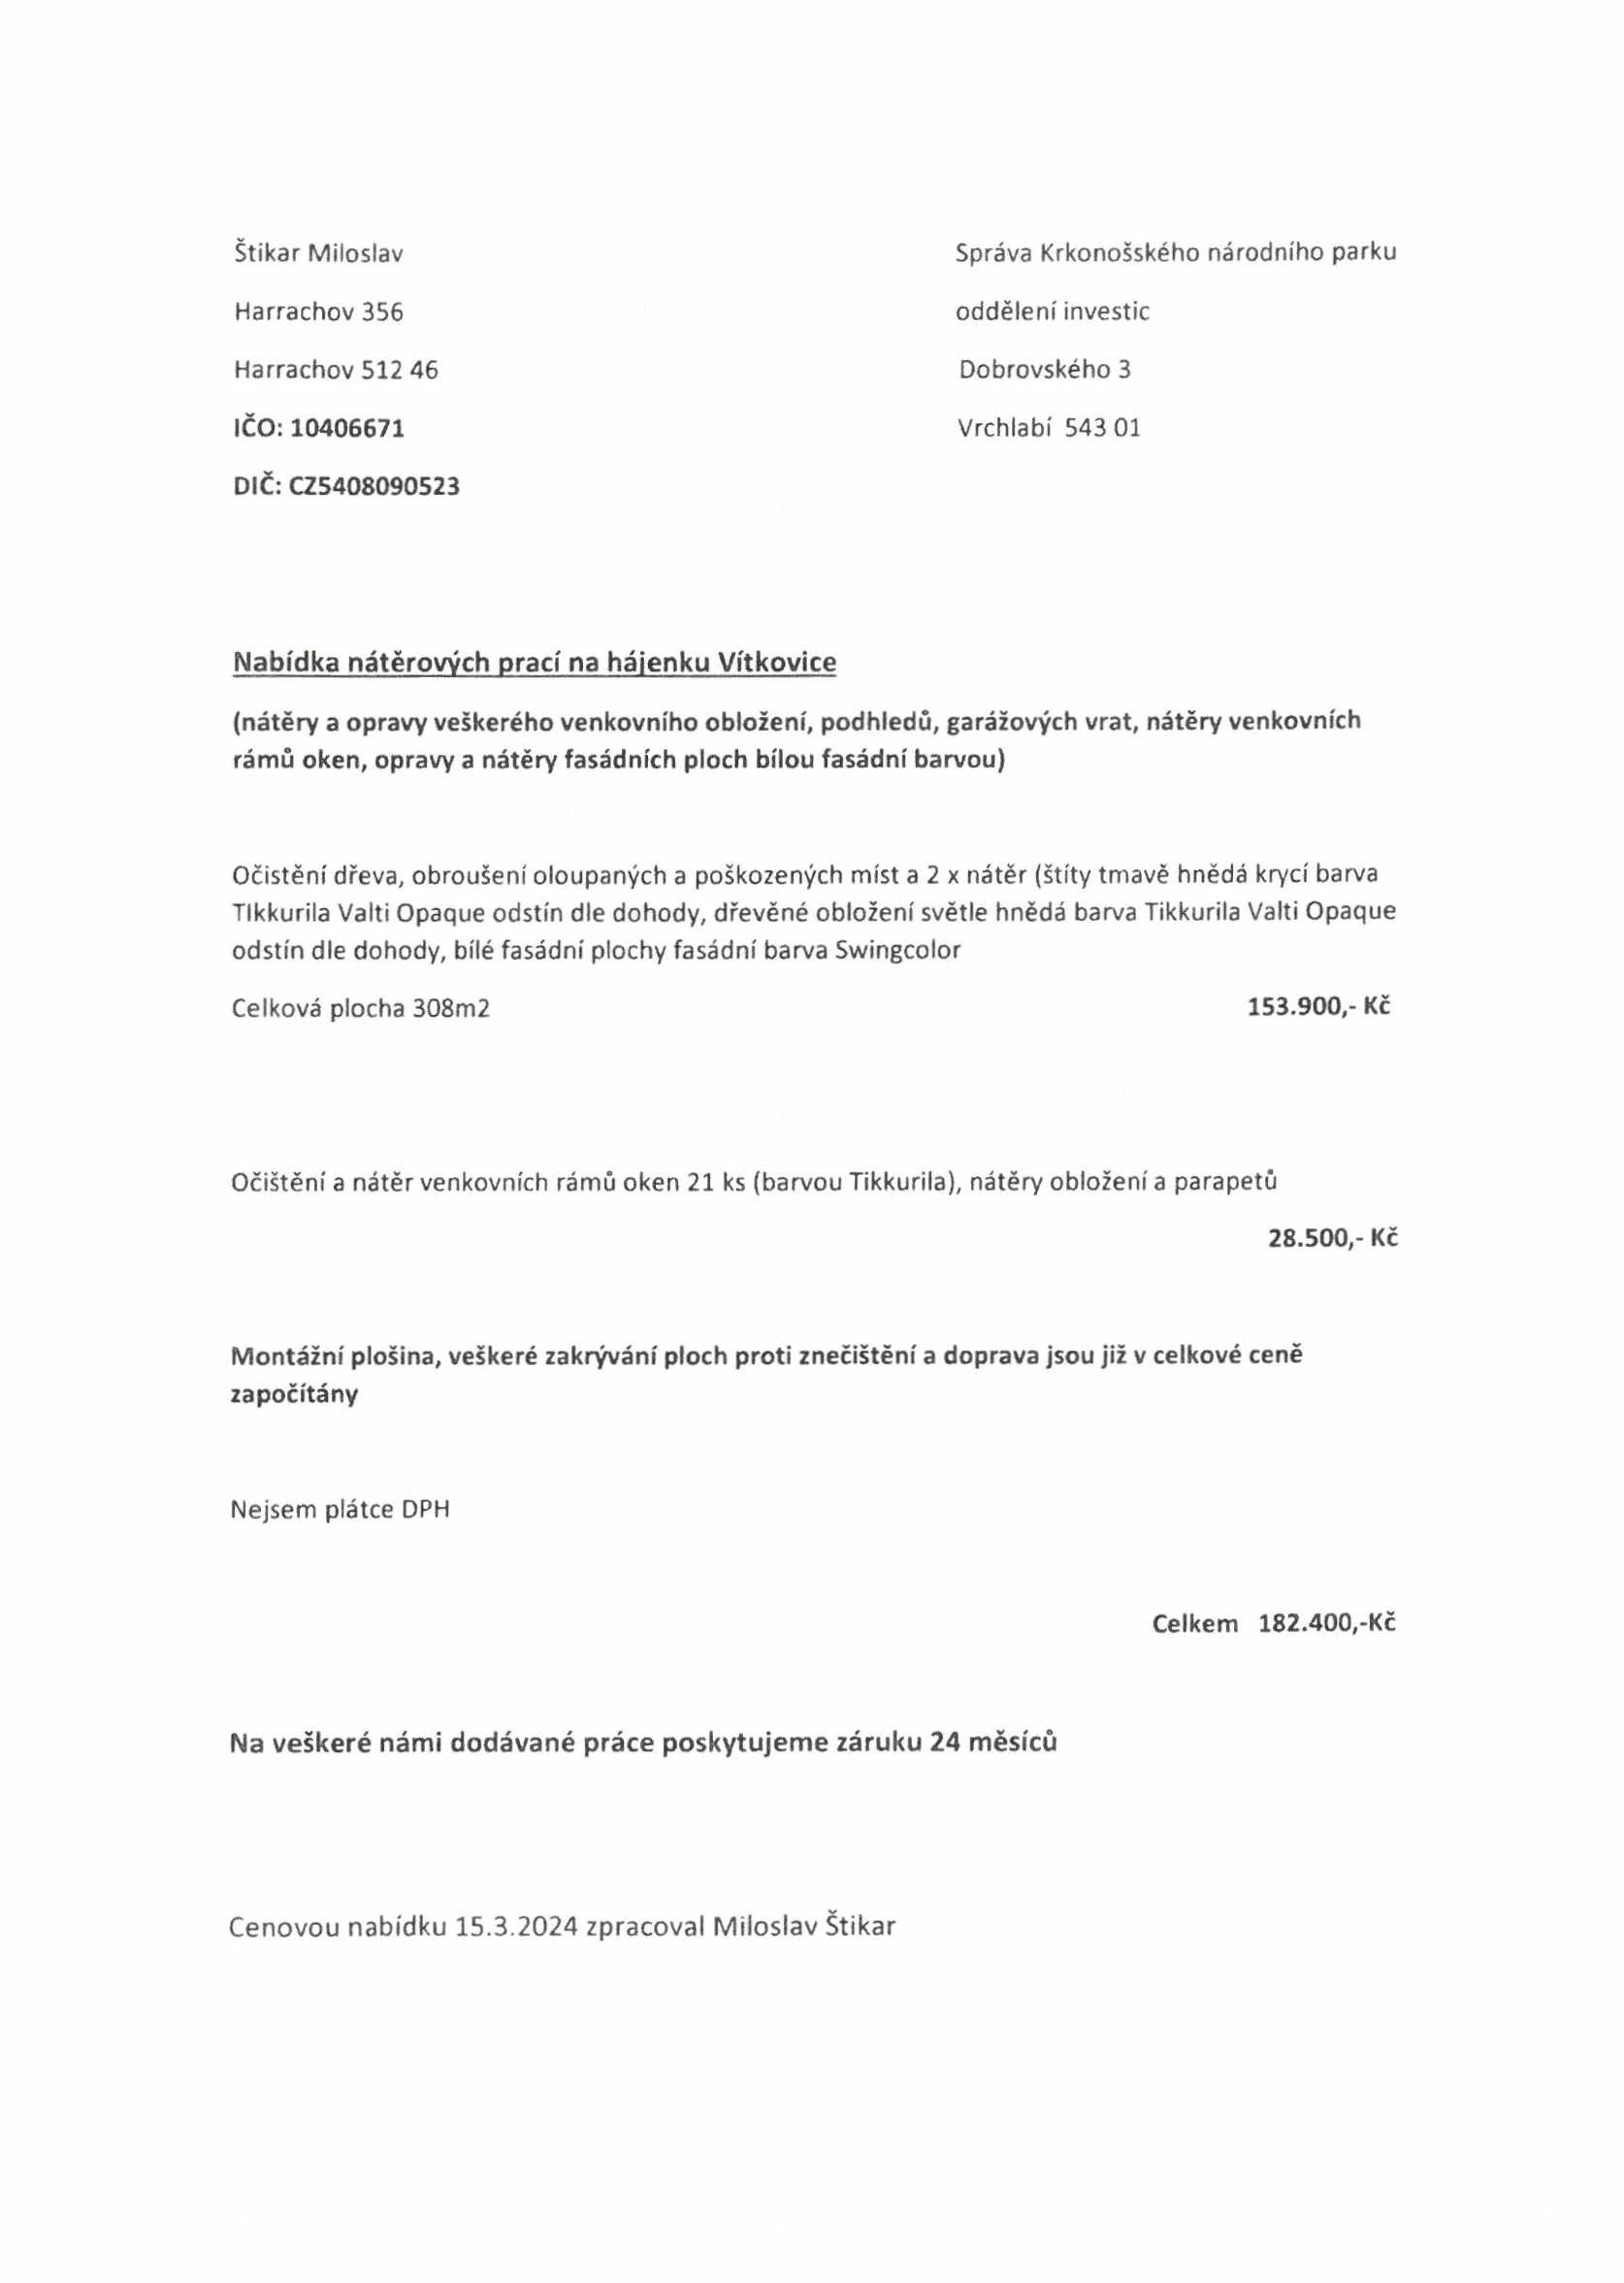 Štikar Miloslav
Správa Krkonošského národního parku
Harrachov 356
oddělení investic
Harrachov 512 46
Dobrovského 3
IČO: 10406671
Vrchlabí 543 01
DIČ: CZ5408090523
Nabídka nátěrových prací na hájenku Vítkovice
(nátěry a opravy veškerého venkovního obložení, podhledů, garážových vrat, nátěry venkovních
rámů oken, opravy a nátěry fasádních ploch bílou fasádní barvou)
Očistění dřeva, obroušení oloupaných a poškozených míst a 2 x nátěr (štíty tmavě hnědá krycí barva
TIkkurila Valti Opaque odstín dle dohody, dřevěné obložení světle hnědá barva Tikkurila Valti Opaque
odstín dle dohody, bílé fasádní plochy fasádní barva Swingcolor
Celková plocha 308m2 153.900,- Kč
Očištění a nátěr venkovních rámů oken 21 ks (barvou Tikkurila), nátěry obložení a parapetů
28.500,- Kč
Montážní plošina, veškeré zakrývání ploch proti znečištění a doprava jsou již v celkové ceně
započítány
Nejsem plátce DPH
Celkem 182.400,-Kč
Na veškeré námi dodávané práce poskytujeme záruku 24 měsíců
Cenovou nabídku 15.3.2024 zpracoval Miloslav Štikar